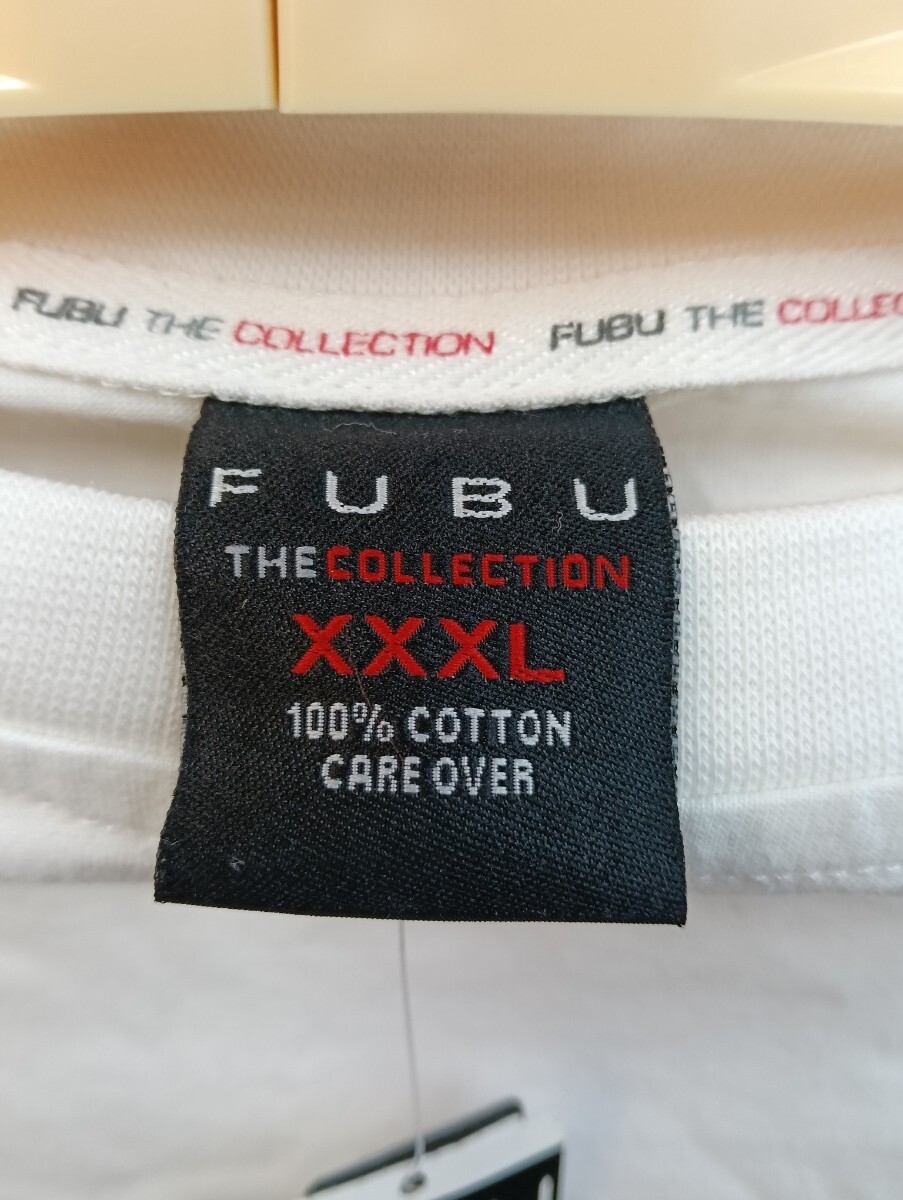 FUBU THE COLLECTION FUBU THE COLLEC
FUBU
THE COLLECTION
XXXL
100% COTTON
CARE OVER